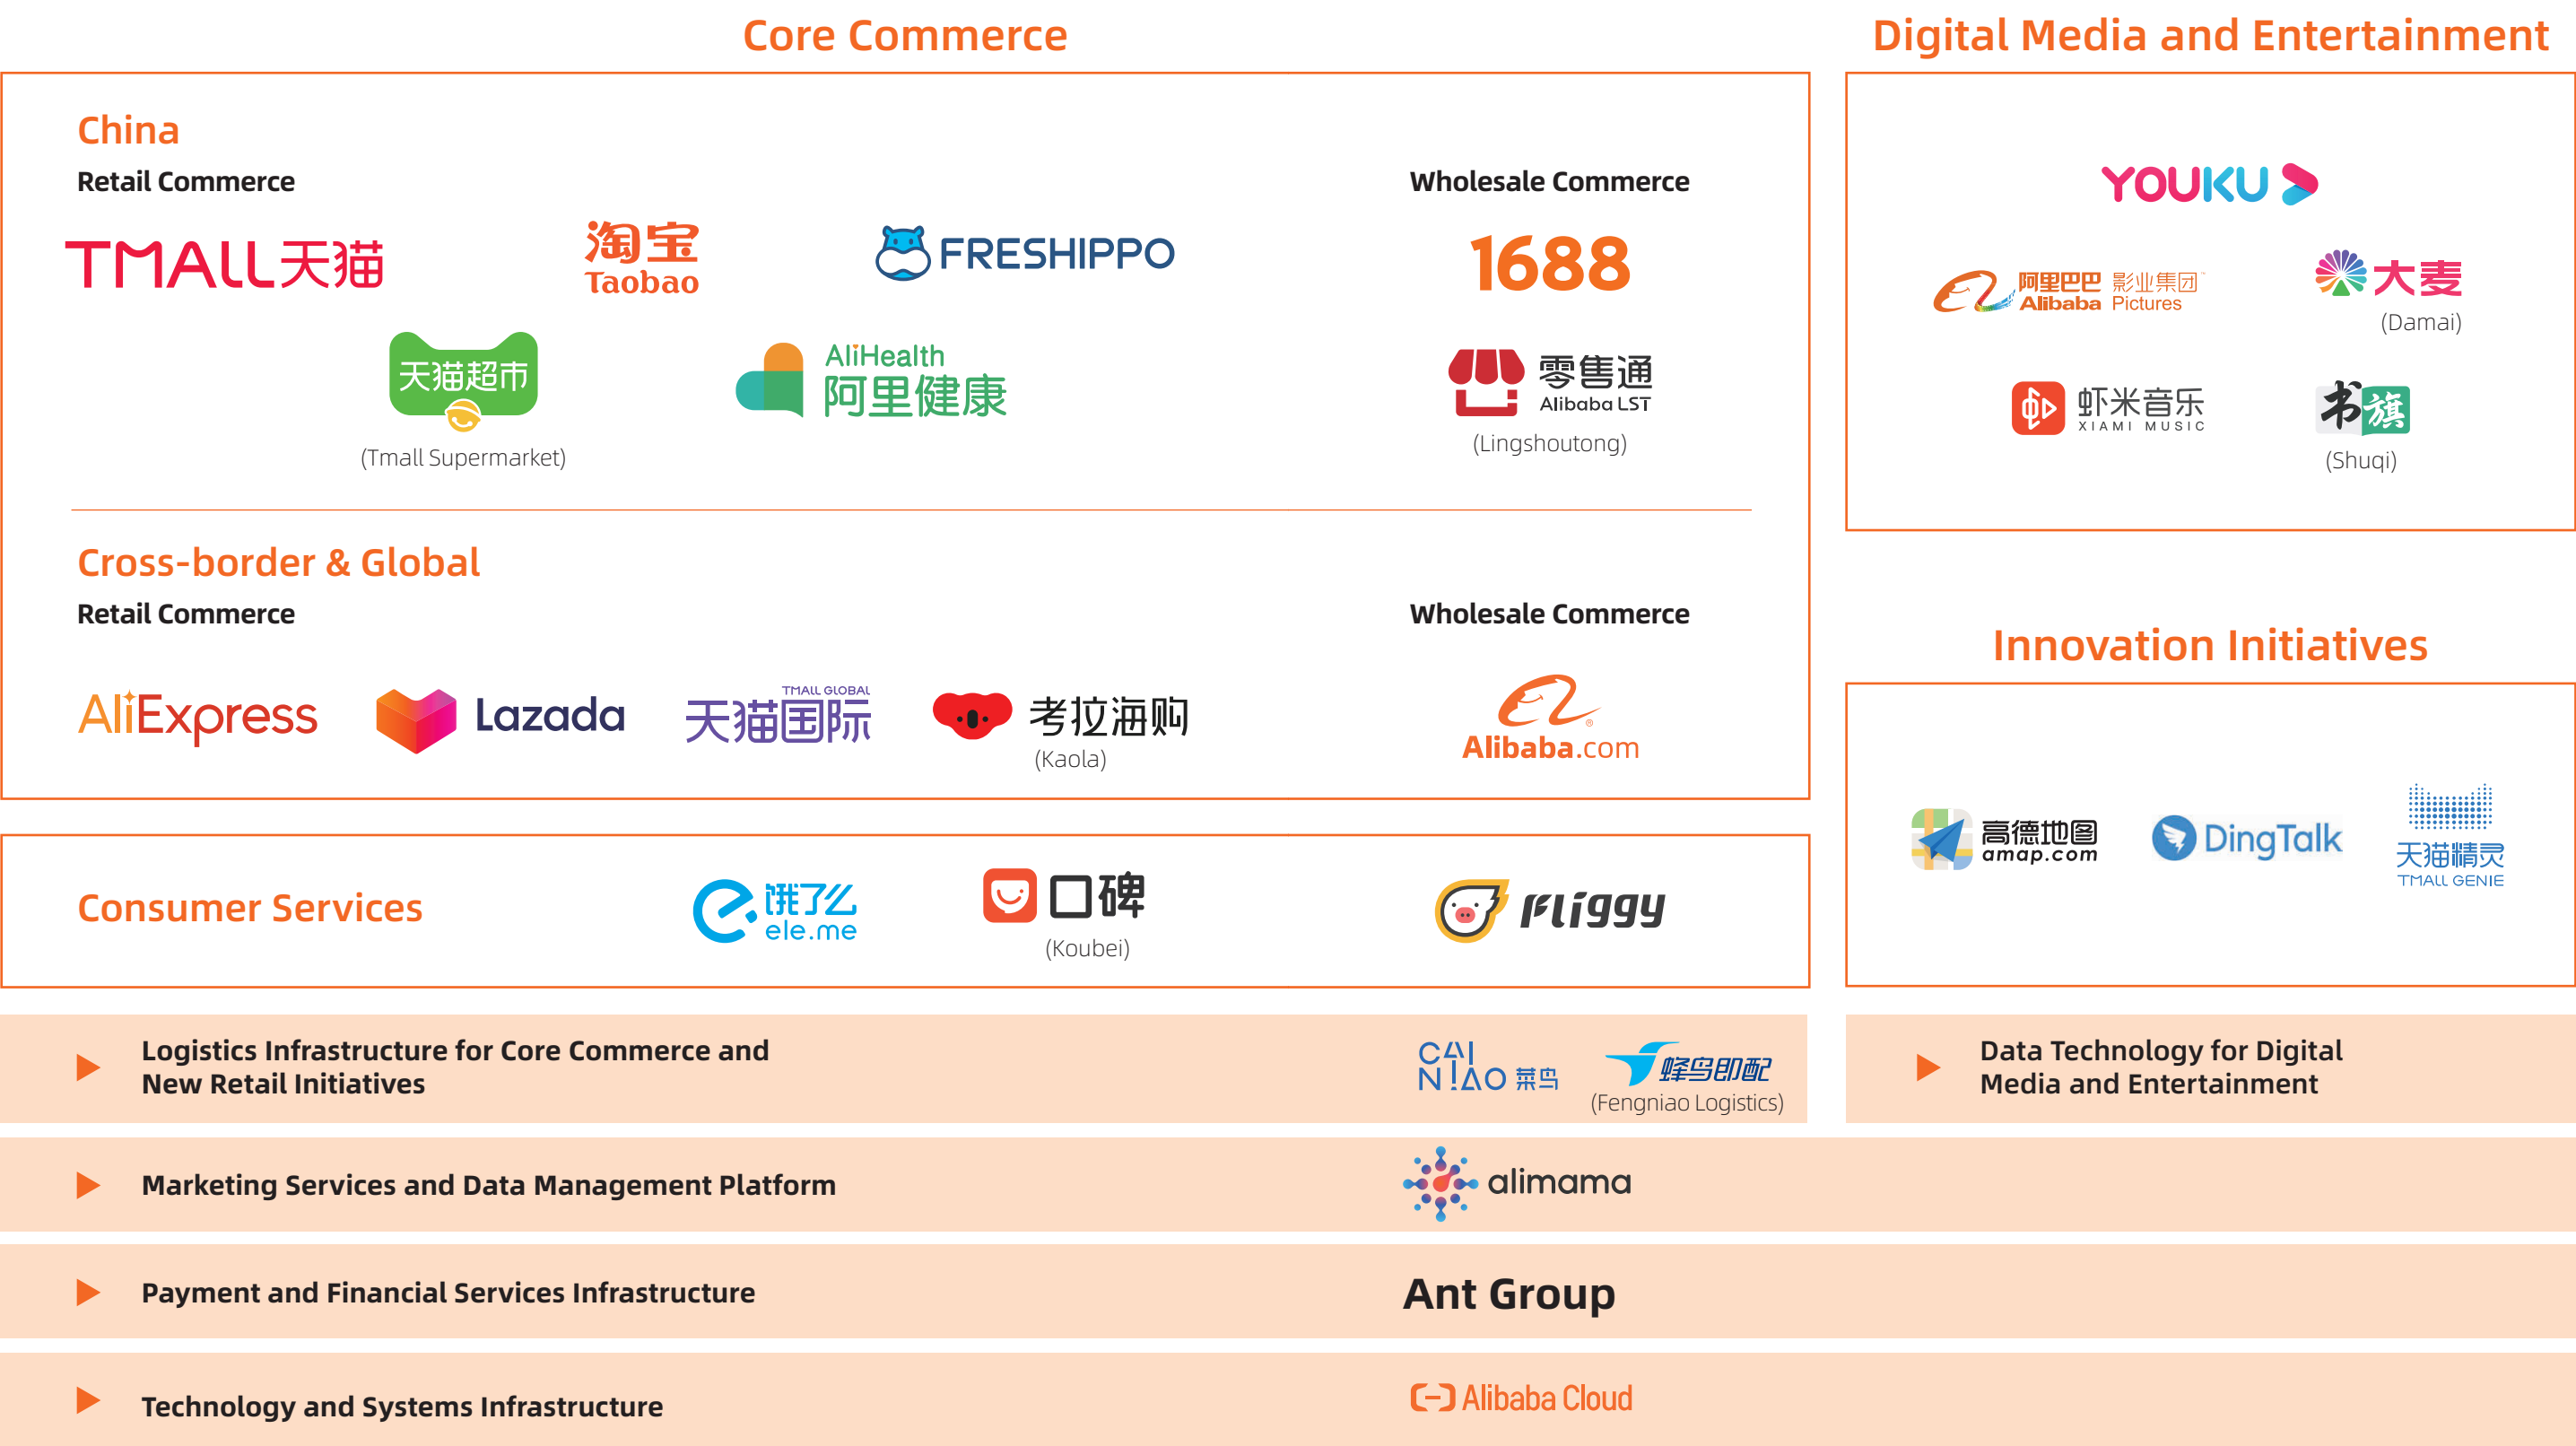 Core Commerce
China
Retail Commerce
TMALL天猫
淘宝
Taobao
FRESHIPPO
天猫超市
(Tmall Supermarket)
AliHealth
阿里健康
Wholesale Commerce
1688
零售通
Alibaba LST
(Lingshoutong)
Cross-border & Global
Retail Commerce
AliExpress
Lazada
TMALL GLOBAL
天猫国际
考拉海购
(Kaola)
Wholesale Commerce
Alibaba.com
Consumer Services
饿了么
ele.me
口碑
(Koubei)
Fliggy
Digital Media and Entertainment
YOUKU
阿里巴巴 影业集团
Alibaba Pictures
大麦
(Damai)
虾米音乐
XIAMI MUSIC
书旗
(Shuqi)
Innovation Initiatives
高德地图
amap.com
DingTalk
天猫精灵
TMALL GENIE
Logistics Infrastructure for Core Commerce and
New Retail Initiatives
CAI
NIAO 菜鸟
蜂鸟即配
(Fengniao Logistics)
Data Technology for Digital
Media and Entertainment
Marketing Services and Data Management Platform
alimama
Payment and Financial Services Infrastructure
Ant Group
Technology and Systems Infrastructure
Alibaba Cloud